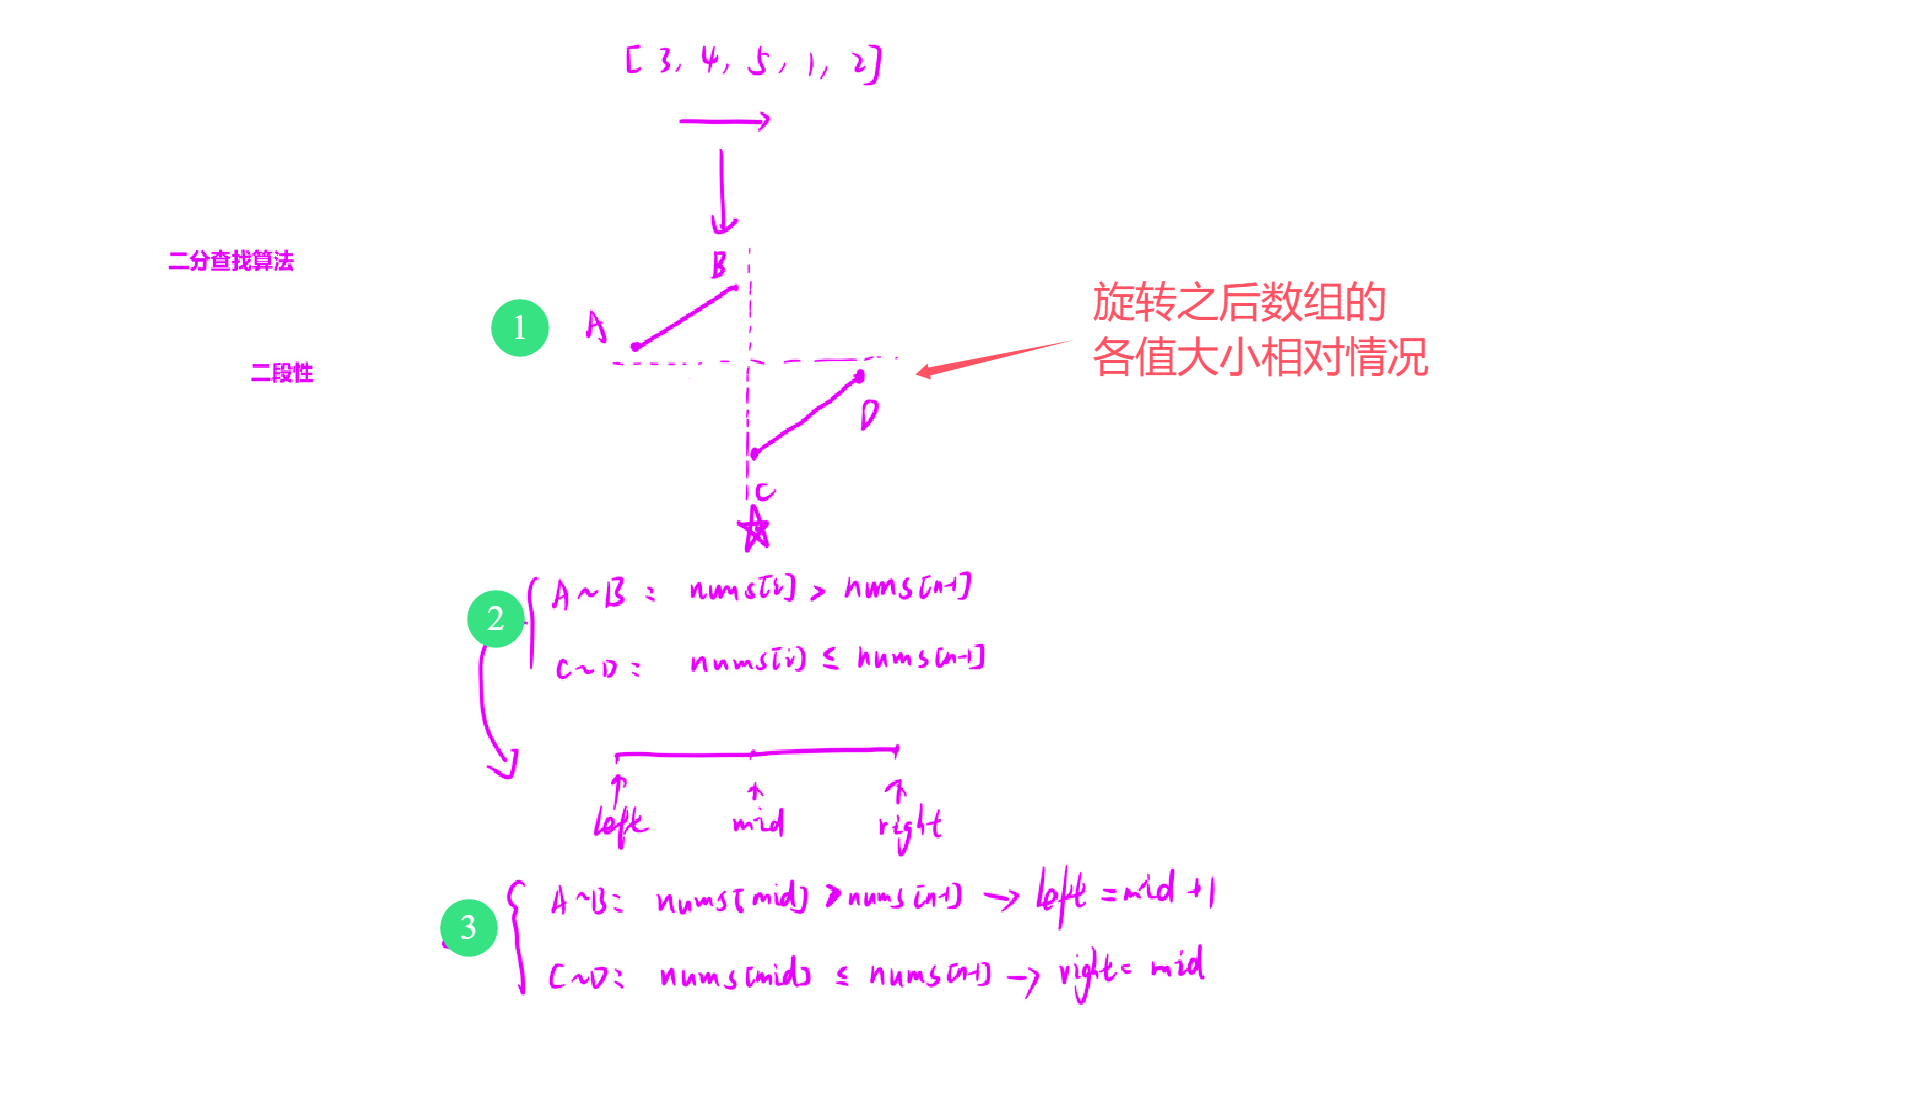 [3, 4, 5, 1, 2]
二分查找算法
B
1
A
旋转之后数组的
各值大小相对情况
二段性
D
C
2
A~B: nums[i] > nums[n-1]
C~D: nums[i] ≤ nums[n-1]
left mid right
3
A~B: nums[mid] > nums[n-1] → left = mid + 1
C~D: nums[mid] ≤ nums[n-1] → right = mid